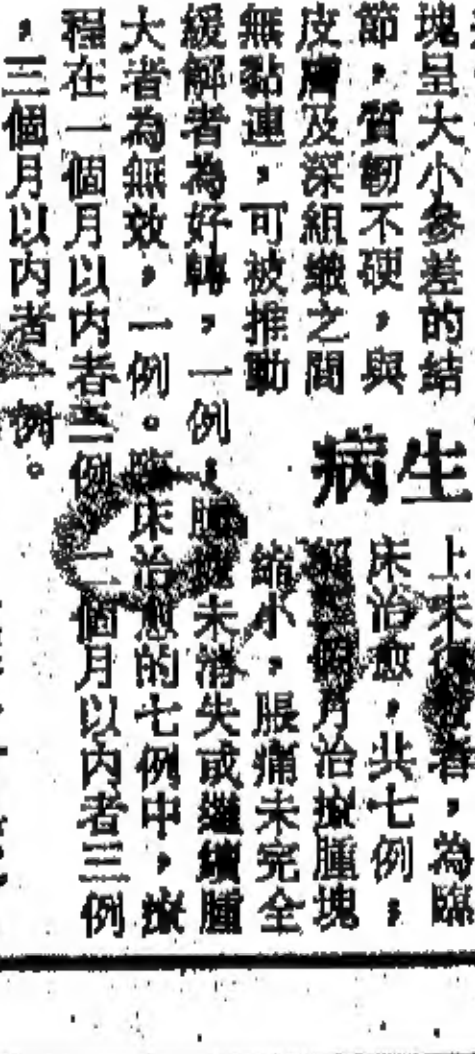 塊呈大小參差的結
節，質韌不硬，與
皮膚及深組織之間
無黏連，可被推動
生病
上未者，為臨
床治愈，共七例，
個月治療腫塊
縮小，脹痛未完全
緩解者為好轉，一例；腫塊未消失或繼續腫
大者為無效，一例。臨床治愈的七例中，療
程在一個月以內者三例，二個月以內者三例
，三個月以內者一例。